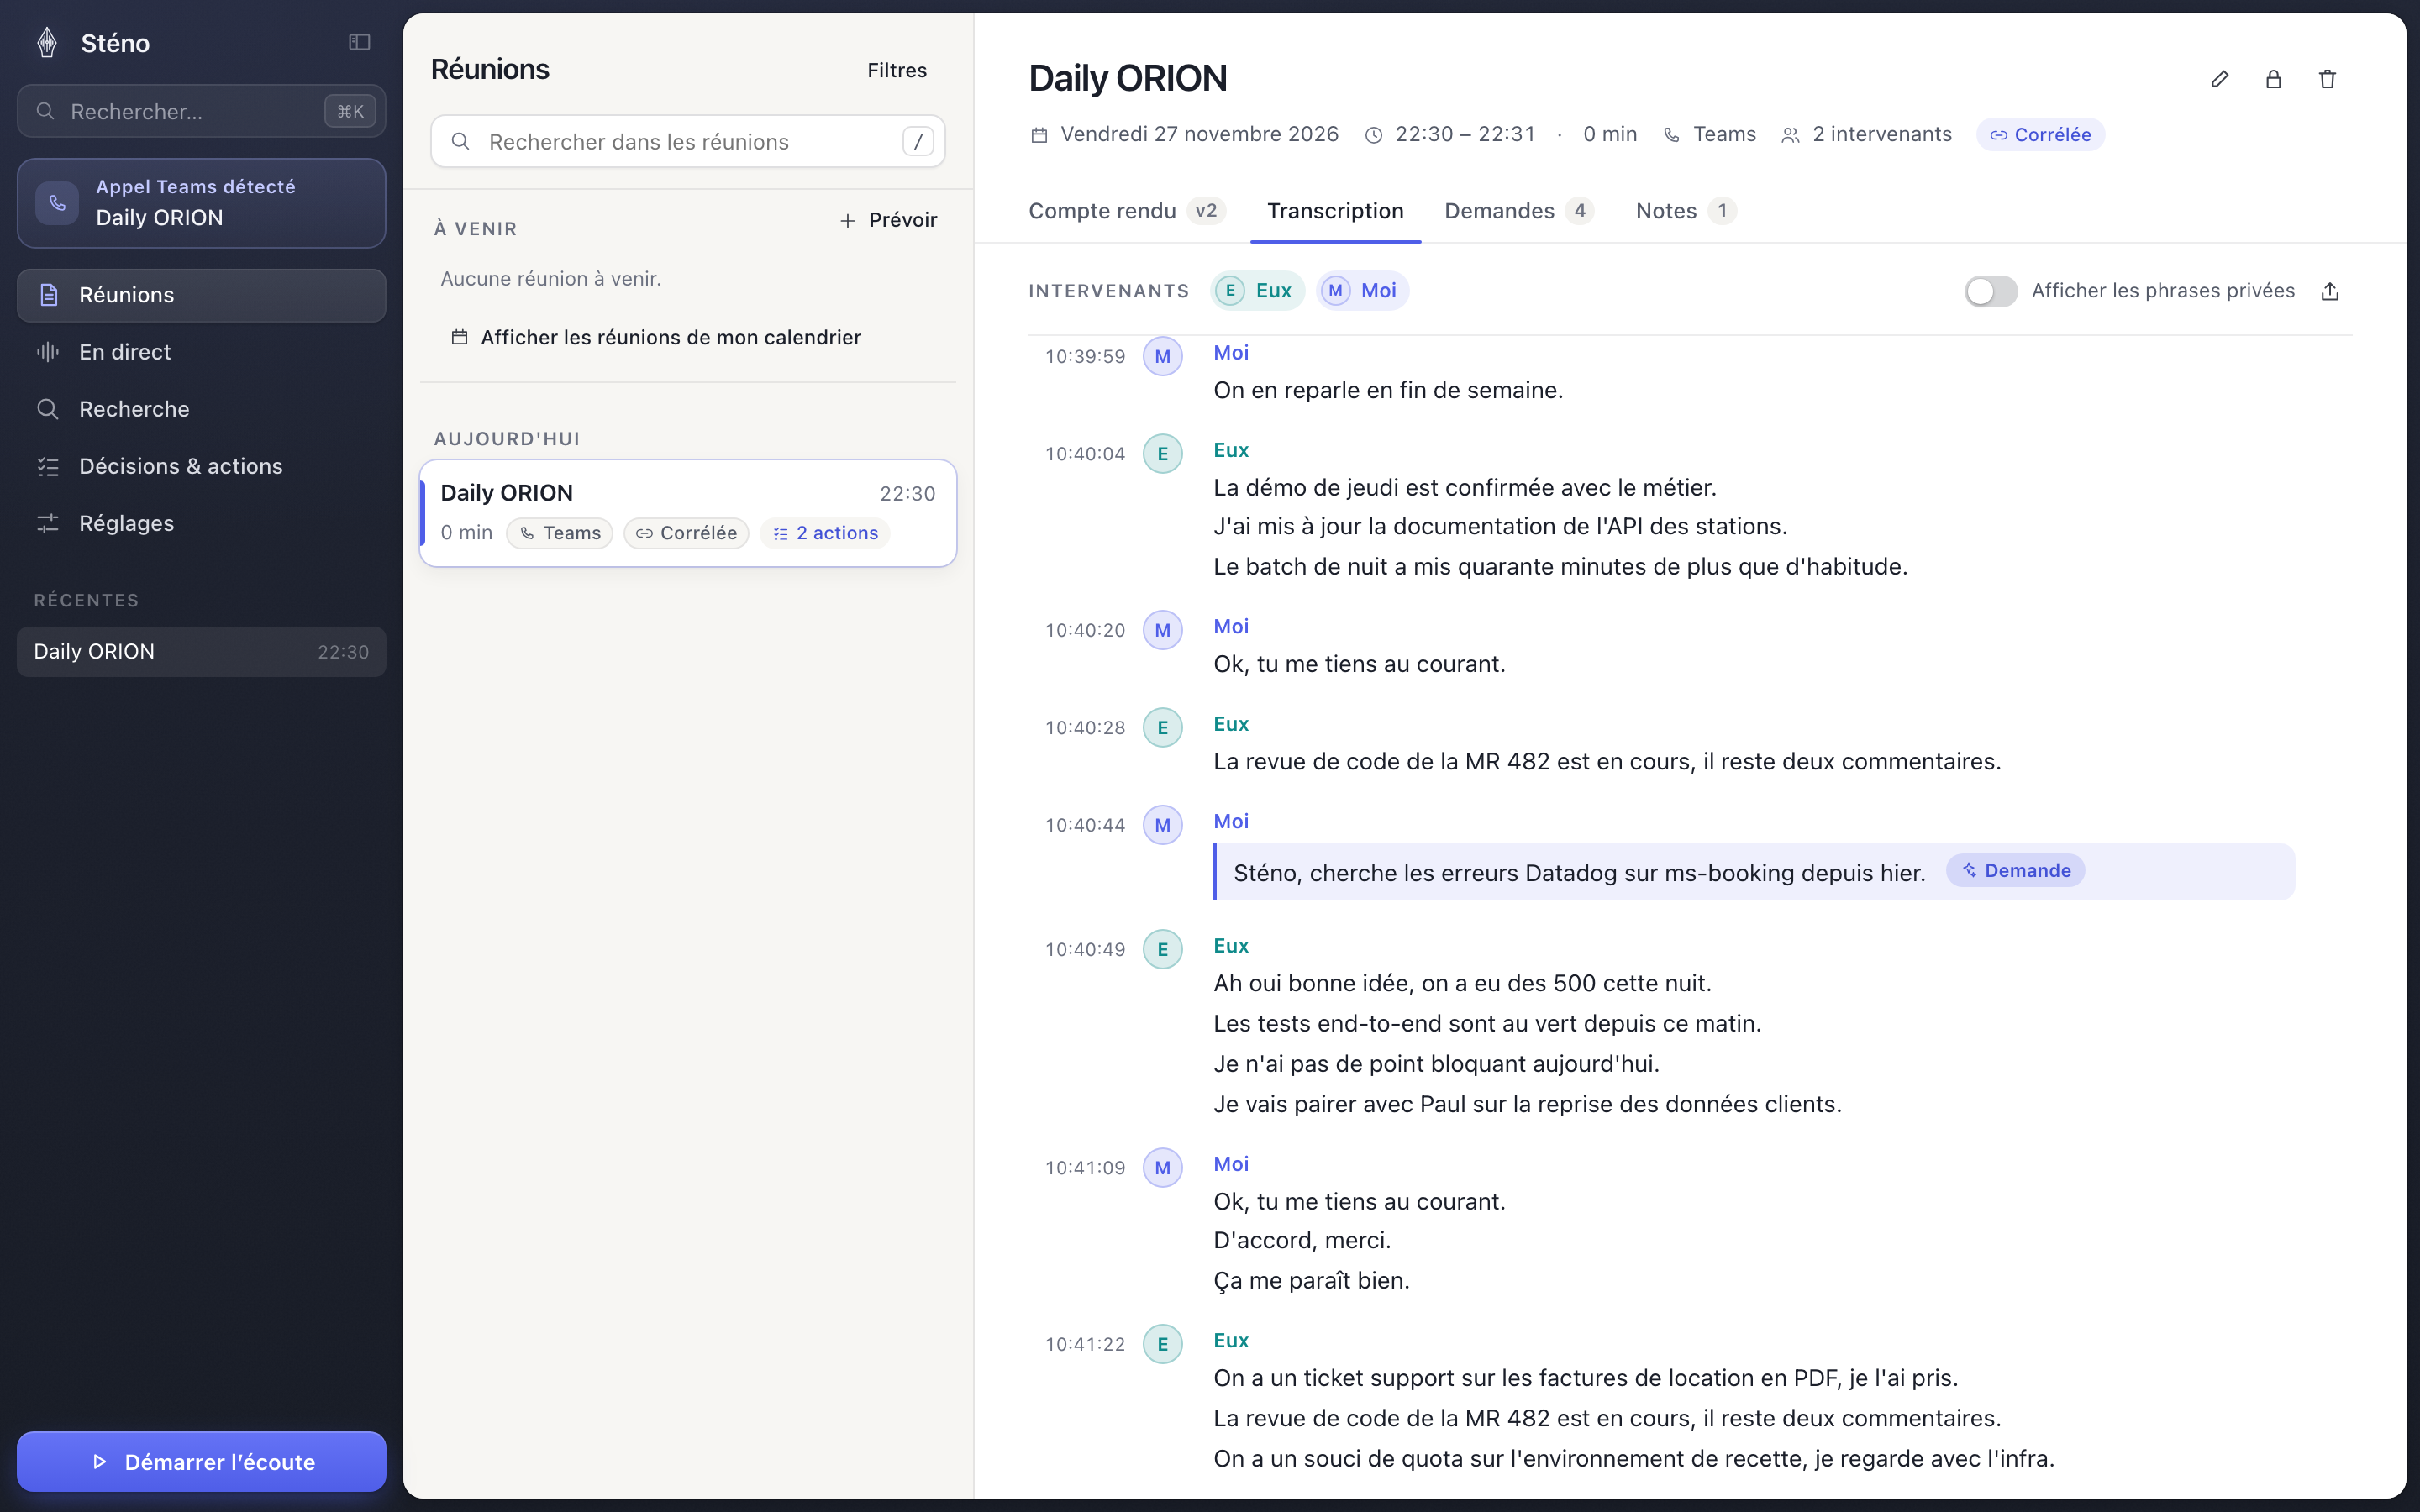 Sténo
Rechercher... ⌘K
Appel Teams détecté
Daily ORION
Réunions
En direct
Recherche
Décisions & actions
Réglages
RÉCENTES
Daily ORION 22:30
Démarrer l’écoute
Réunions Filtres
Rechercher dans les réunions /
À VENIR + Prévoir
Aucune réunion à venir.
Afficher les réunions de mon calendrier
AUJOURD'HUI
Daily ORION 22:30
0 min Teams Corrélée 2 actions
Daily ORION
Vendredi 27 novembre 2026 22:30 – 22:31 · 0 min Teams 2 intervenants Corrélée
Compte rendu v2 Transcription Demandes 4 Notes 1
INTERVENANTS E Eux M Moi Afficher les phrases privées
10:39:59 M Moi
On en reparle en fin de semaine.
10:40:04 E Eux
La démo de jeudi est confirmée avec le métier.
J'ai mis à jour la documentation de l'API des stations.
Le batch de nuit a mis quarante minutes de plus que d'habitude.
10:40:20 M Moi
Ok, tu me tiens au courant.
10:40:28 E Eux
La revue de code de la MR 482 est en cours, il reste deux commentaires.
10:40:44 M Moi
Sténo, cherche les erreurs Datadog sur ms-booking depuis hier. Demande
10:40:49 E Eux
Ah oui bonne idée, on a eu des 500 cette nuit.
Les tests end-to-end sont au vert depuis ce matin.
Je n'ai pas de point bloquant aujourd'hui.
Je vais pairer avec Paul sur la reprise des données clients.
10:41:09 M Moi
Ok, tu me tiens au courant.
D'accord, merci.
Ça me paraît bien.
10:41:22 E Eux
On a un ticket support sur les factures de location en PDF, je l'ai pris.
La revue de code de la MR 482 est en cours, il reste deux commentaires.
On a un souci de quota sur l'environnement de recette, je regarde avec l'infra.